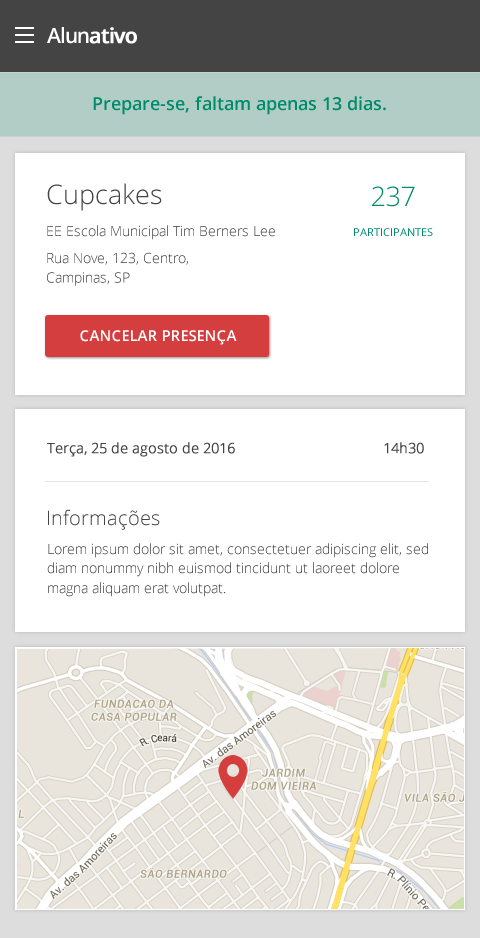 Alunativo
Prepare-se, faltam apenas 13 dias.
Cupcakes
237
PARTICIPANTES
EE Escola Municipal Tim Berners Lee
Rua Nove, 123, Centro,
Campinas, SP
CANCELAR PRESENÇA
Terça, 25 de agosto de 2016
14h30
Informações
Lorem ipsum dolor sit amet, consectetuer adipiscing elit, sed
diam nonummy nibh euismod tincidunt ut laoreet dolore
magna aliquam erat volutpat.
FUNDACAO DA
CASA POPULAR
R. Ceará
Av. das Amoreiras
JARDIM
DOM VIEIRA
VILA SÃO J
L
Av. das Amoreiras
SÃO BERNARDO
R. Plínio Pe